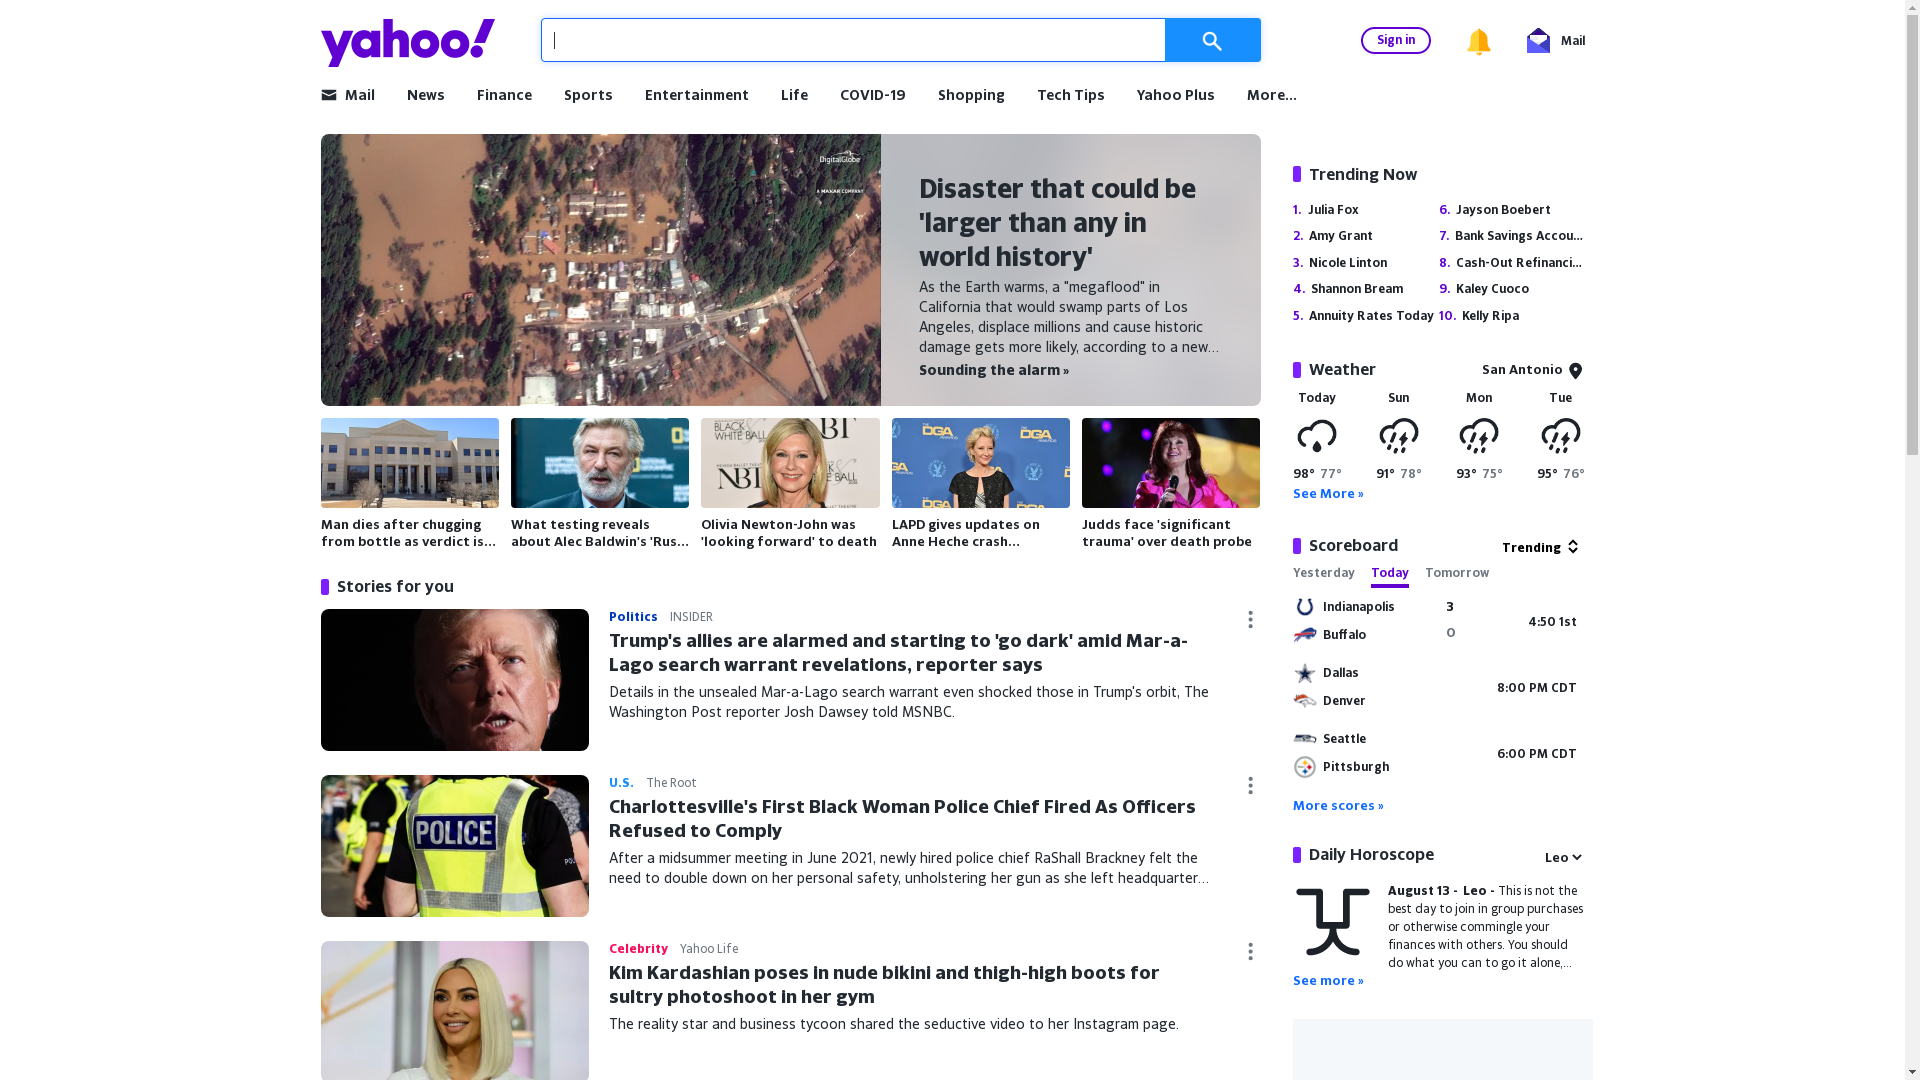 yahoo!
Sign in
Mail
Mail
News
Finance
Sports
Entertainment
Life
COVID-19
Shopping
Tech Tips
Yahoo Plus
More...
DigitalGlobe
A MAXAR COMPANY
Disaster that could be
'larger than any in
world history'
As the Earth warms, a "megaflood" in
California that would swamp parts of Los
Angeles, displace millions and cause historic
damage gets more likely, according to a new…
Sounding the alarm »
Man dies after chugging
from bottle as verdict is…
What testing reveals
about Alec Baldwin's 'Rus…
Olivia Newton-John was
'looking forward' to death
LAPD gives updates on
Anne Heche crash…
Judds face 'significant
trauma' over death probe
Stories for you
Politics INSIDER
Trump's allies are alarmed and starting to 'go dark' amid Mar-a-
Lago search warrant revelations, reporter says
Details in the unsealed Mar-a-Lago search warrant even shocked those in Trump's orbit, The
Washington Post reporter Josh Dawsey told MSNBC.
POLICE
U.S. The Root
Charlottesville's First Black Woman Police Chief Fired As Officers
Refused to Comply
After a midsummer meeting in June 2021, newly hired police chief RaShall Brackney felt the
need to double down on her personal safety, unholstering her gun as she left headquarter…
Celebrity Yahoo Life
Kim Kardashian poses in nude bikini and thigh-high boots for
sultry photoshoot in her gym
The reality star and business tycoon shared the seductive video to her Instagram page.
Trending Now
1. Julia Fox
2. Amy Grant
3. Nicole Linton
4. Shannon Bream
5. Annuity Rates Today
6. Jayson Boebert
7. Bank Savings Accou…
8. Cash-Out Refinanci…
9. Kaley Cuoco
10. Kelly Ripa
Weather
San Antonio
Today Sun Mon Tue
98° 77° 91° 78° 93° 75° 95° 76°
See More »
Scoreboard
Trending
Yesterday Today Tomorrow
Indianapolis 3
Buffalo 0
4:50 1st
Dallas
Denver
8:00 PM CDT
Seattle
Pittsburgh
6:00 PM CDT
More scores »
Daily Horoscope
Leo
August 13 - Leo - This is not the
best day to join in group purchases
or otherwise commingle your
finances with others. You should
do what you can to go it alone,…
See more »